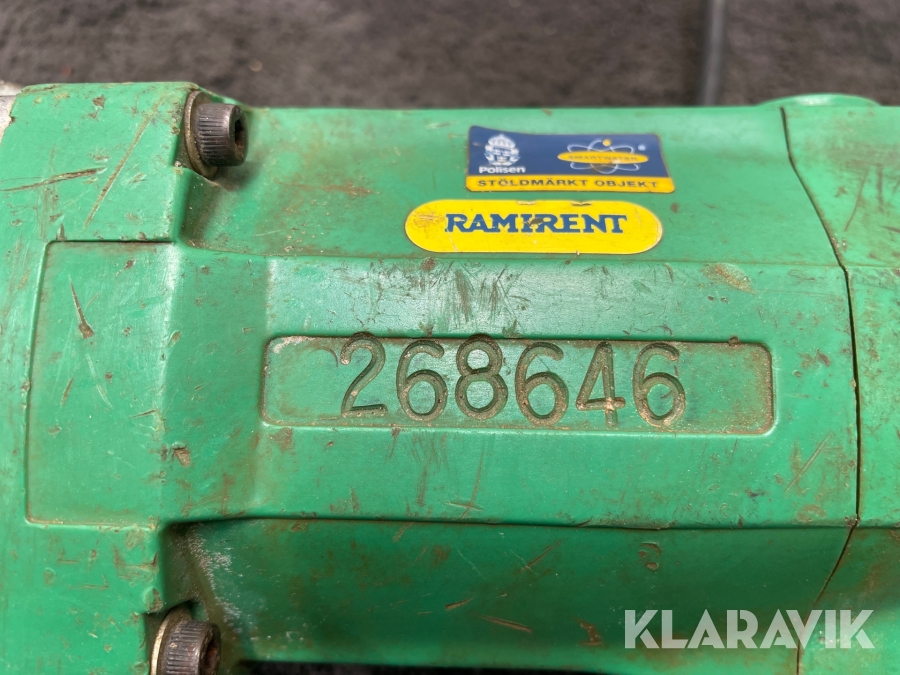 Polisen
SMARTWATER
STÖLDMÄRKT OBJEKT
RAMIRENT
268646
KLARAVIK